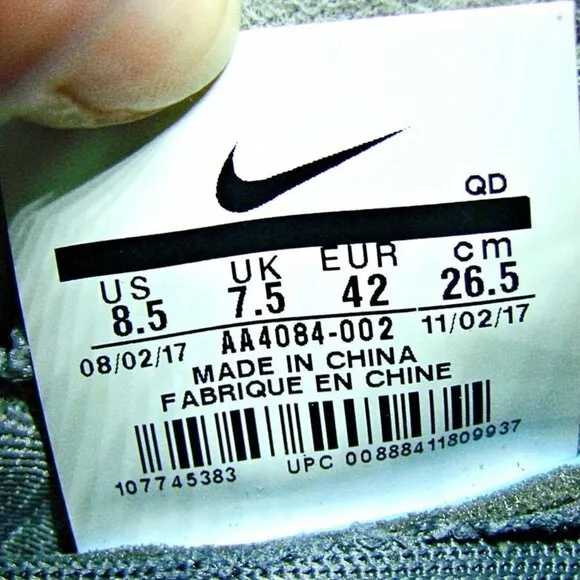 QD
US UK EUR cm
8.5 7.5 42 26.5
08/02/17 AA4084-002 11/02/17
MADE IN CHINA
FABRIQUE EN CHINE
107745383 UPC 00888411809937